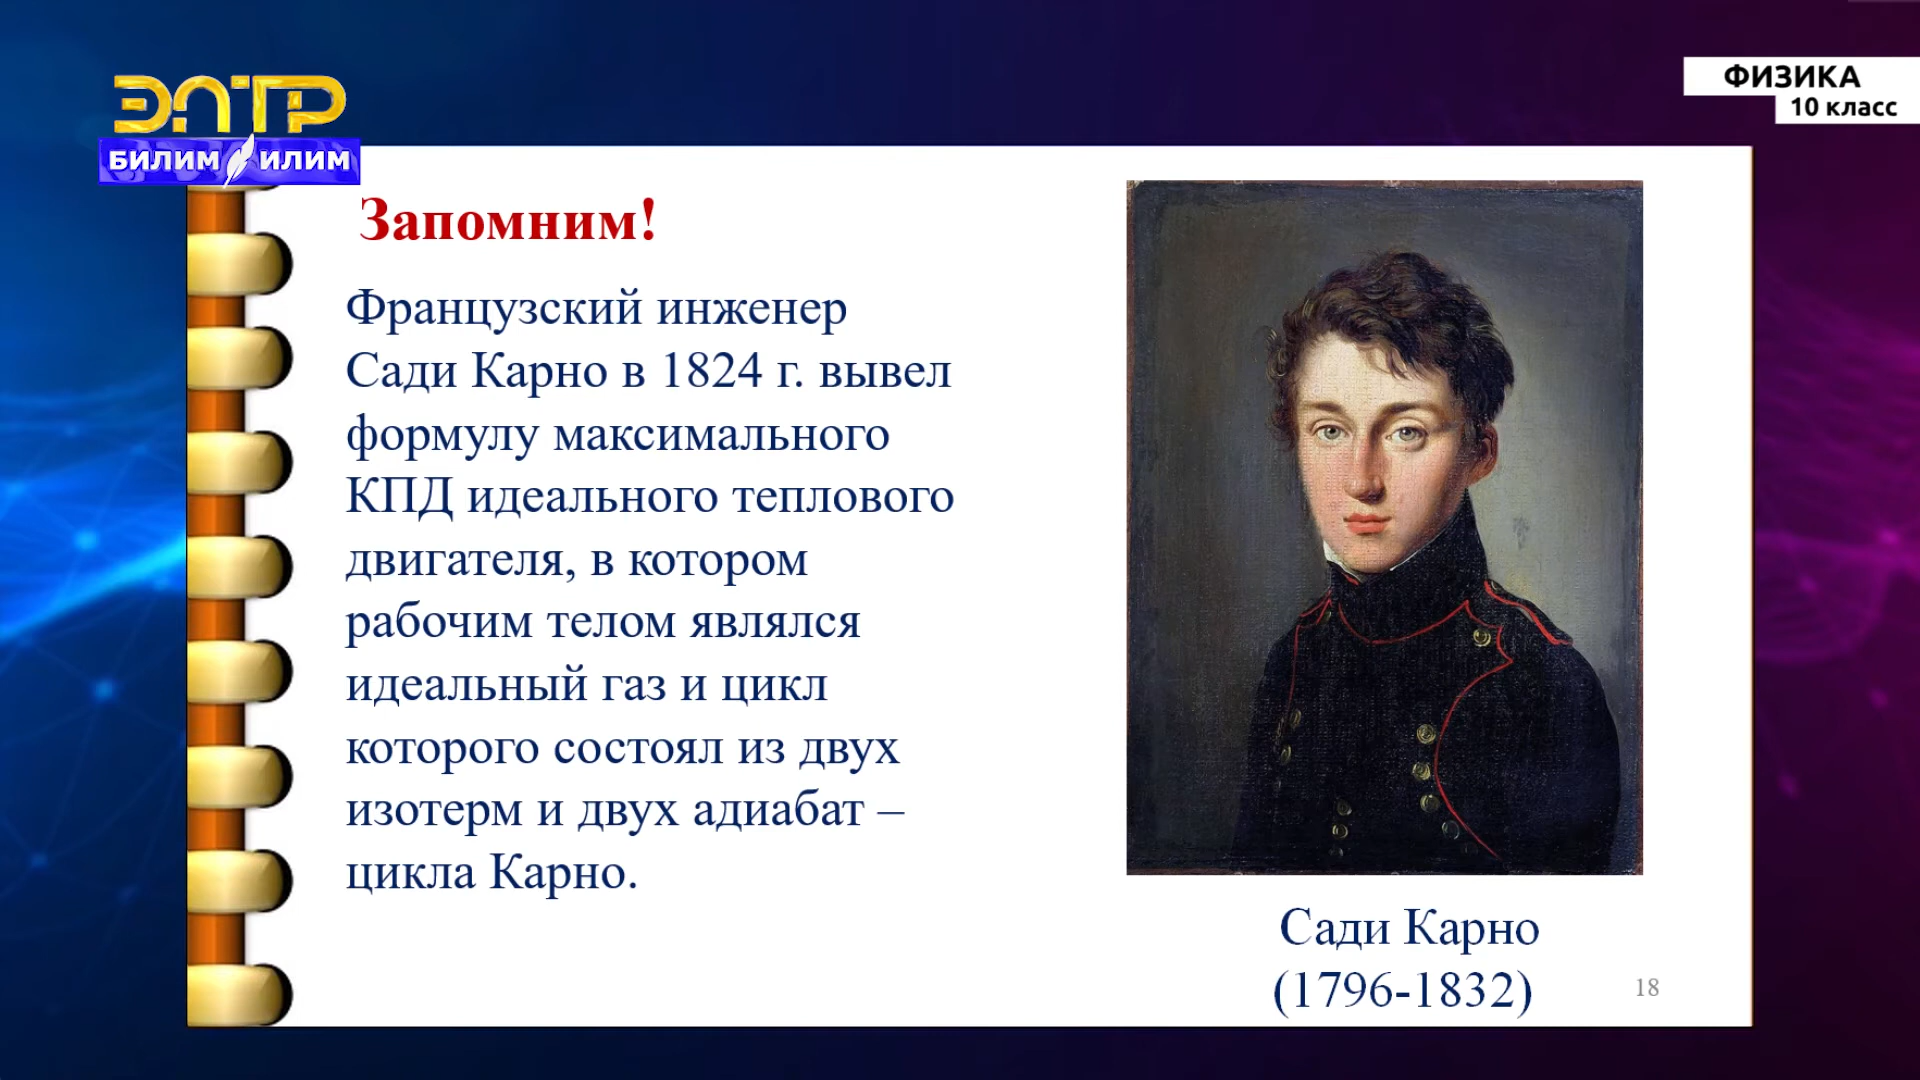 ЭЛТР
БИЛИМ ИЛИМ
ФИЗИКА
10 класс
Запомним!
Французский инженер
Сади Карно в 1824 г. вывел
формулу максимального
КПД идеального теплового
двигателя, в котором
рабочим телом являлся
идеальный газ и цикл
которого состоял из двух
изотерм и двух адиабат –
цикла Карно.
Сади Карно
(1796-1832)
18